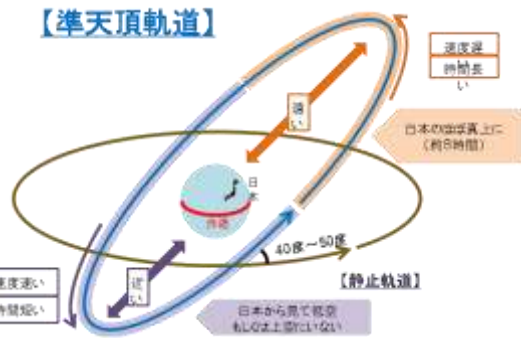 【準天頂軌道】
速度遅
い
時間長
い
遠
い
日本のほぼ真上に
(約8時間)
日
本
赤道
40度～50度
【静止軌道】
速度速い
時間短い
近
い
日本から見て低空
もしくは上空にいない